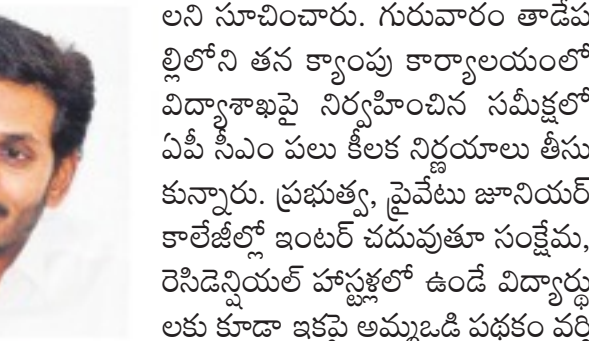 లని సూచించారు. గురువారం తాడేప
ల్లిలోని తన క్యాంపు కార్యాలయంలో
విద్యాశాఖపై నిర్వహించిన సమీక్షలో
ఏపీ సీఎం పలు కీలక నిర్ణయాలు తీసు
కున్నారు. ప్రభుత్వ, ప్రైవేటు జూనియర్
కాలేజీల్లో ఇంటర్ చదువుతూ సంక్షేమ,
రెసిడెన్షియల్ హాస్టళ్లలో ఉండే విద్యార్థు
లకు కూడా ఇకపై అమ్మఒడి పథకం వర్తి